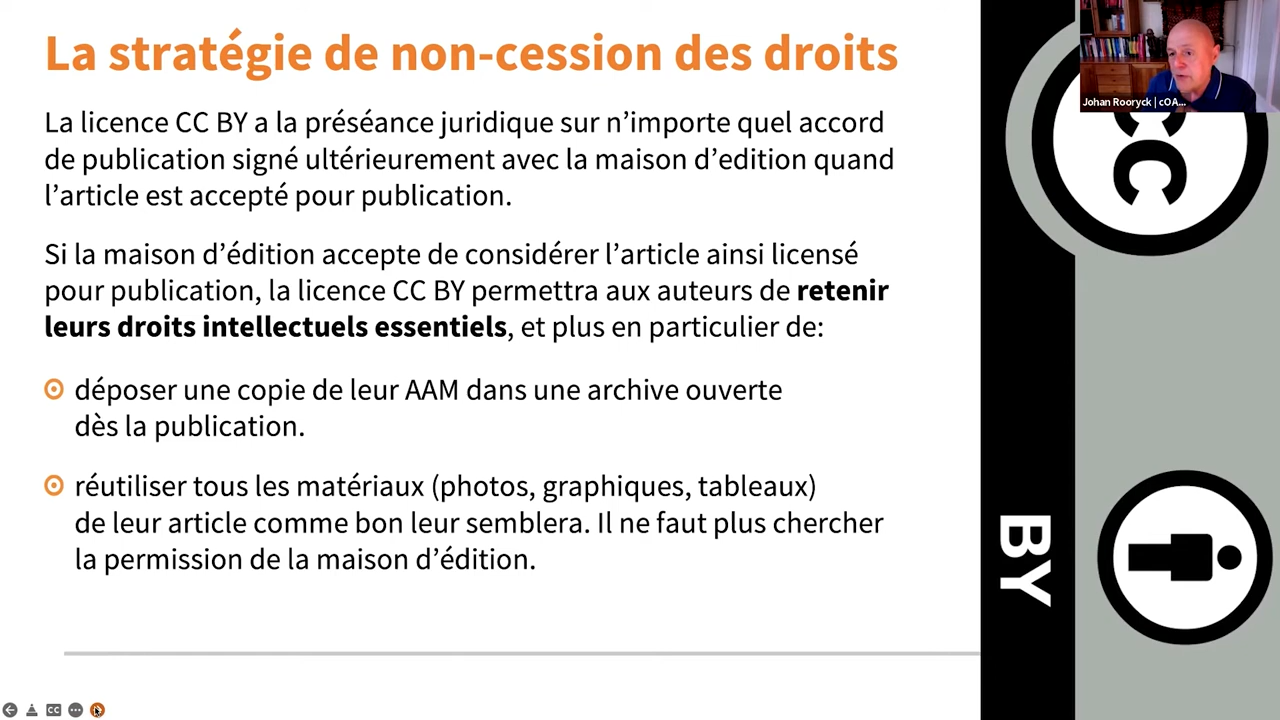 La stratégie de non-cession des droits
La licence CC BY a la préséance juridique sur n’importe quel accord
de publication signé ultérieurement avec la maison d’edition quand
l’article est accepté pour publication.
Si la maison d’édition accepte de considérer l’article ainsi licensé
pour publication, la licence CC BY permettra aux auteurs de retenir
leurs droits intellectuels essentiels, et plus en particulier de:
déposer une copie de leur AAM dans une archive ouverte
dès la publication.
réutiliser tous les matériaux (photos, graphiques, tableaux)
de leur article comme bon leur semblera. Il ne faut plus chercher
la permission de la maison d’édition.
Johan Rooryck | cOA...
CC
BY
CC